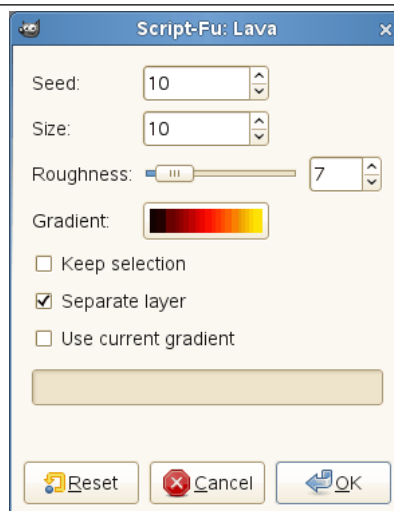 Script-Fu: Lava
Seed: 10
Size: 10
Roughness: 7
Gradient:
Keep selection
Separate layer
Use current gradient
Reset Cancel OK